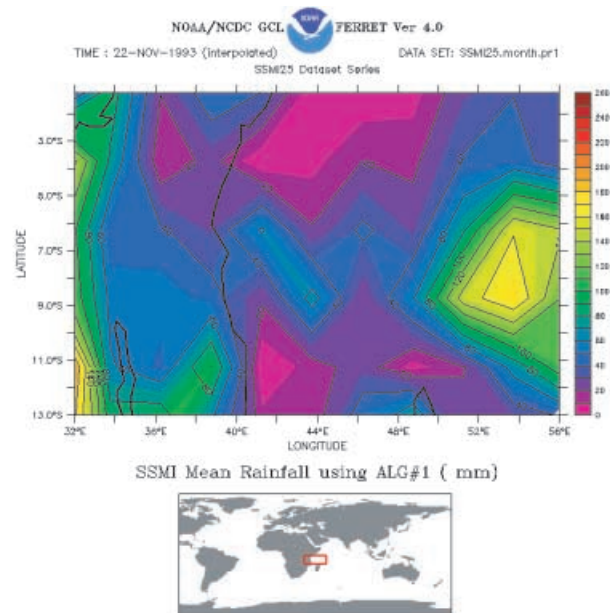 NOAA/NCDC GCL FERRET Ver 4.0
TIME : 22-NOV-1993 (interpolated) DATA SET: SSMI25.month.pr1
SSMI25 Dataset Series
3.0°S
5.0°S
7.0°S
9.0°S
11.0°S
13.0°S
LATITUDE
32°E 36°E 40°E 44°E 48°E 52°E 56°E
LONGITUDE
260
240
220
200
180
160
140
120
100
80
60
40
20
0
120
SSMI Mean Rainfall using ALG#1 ( mm)